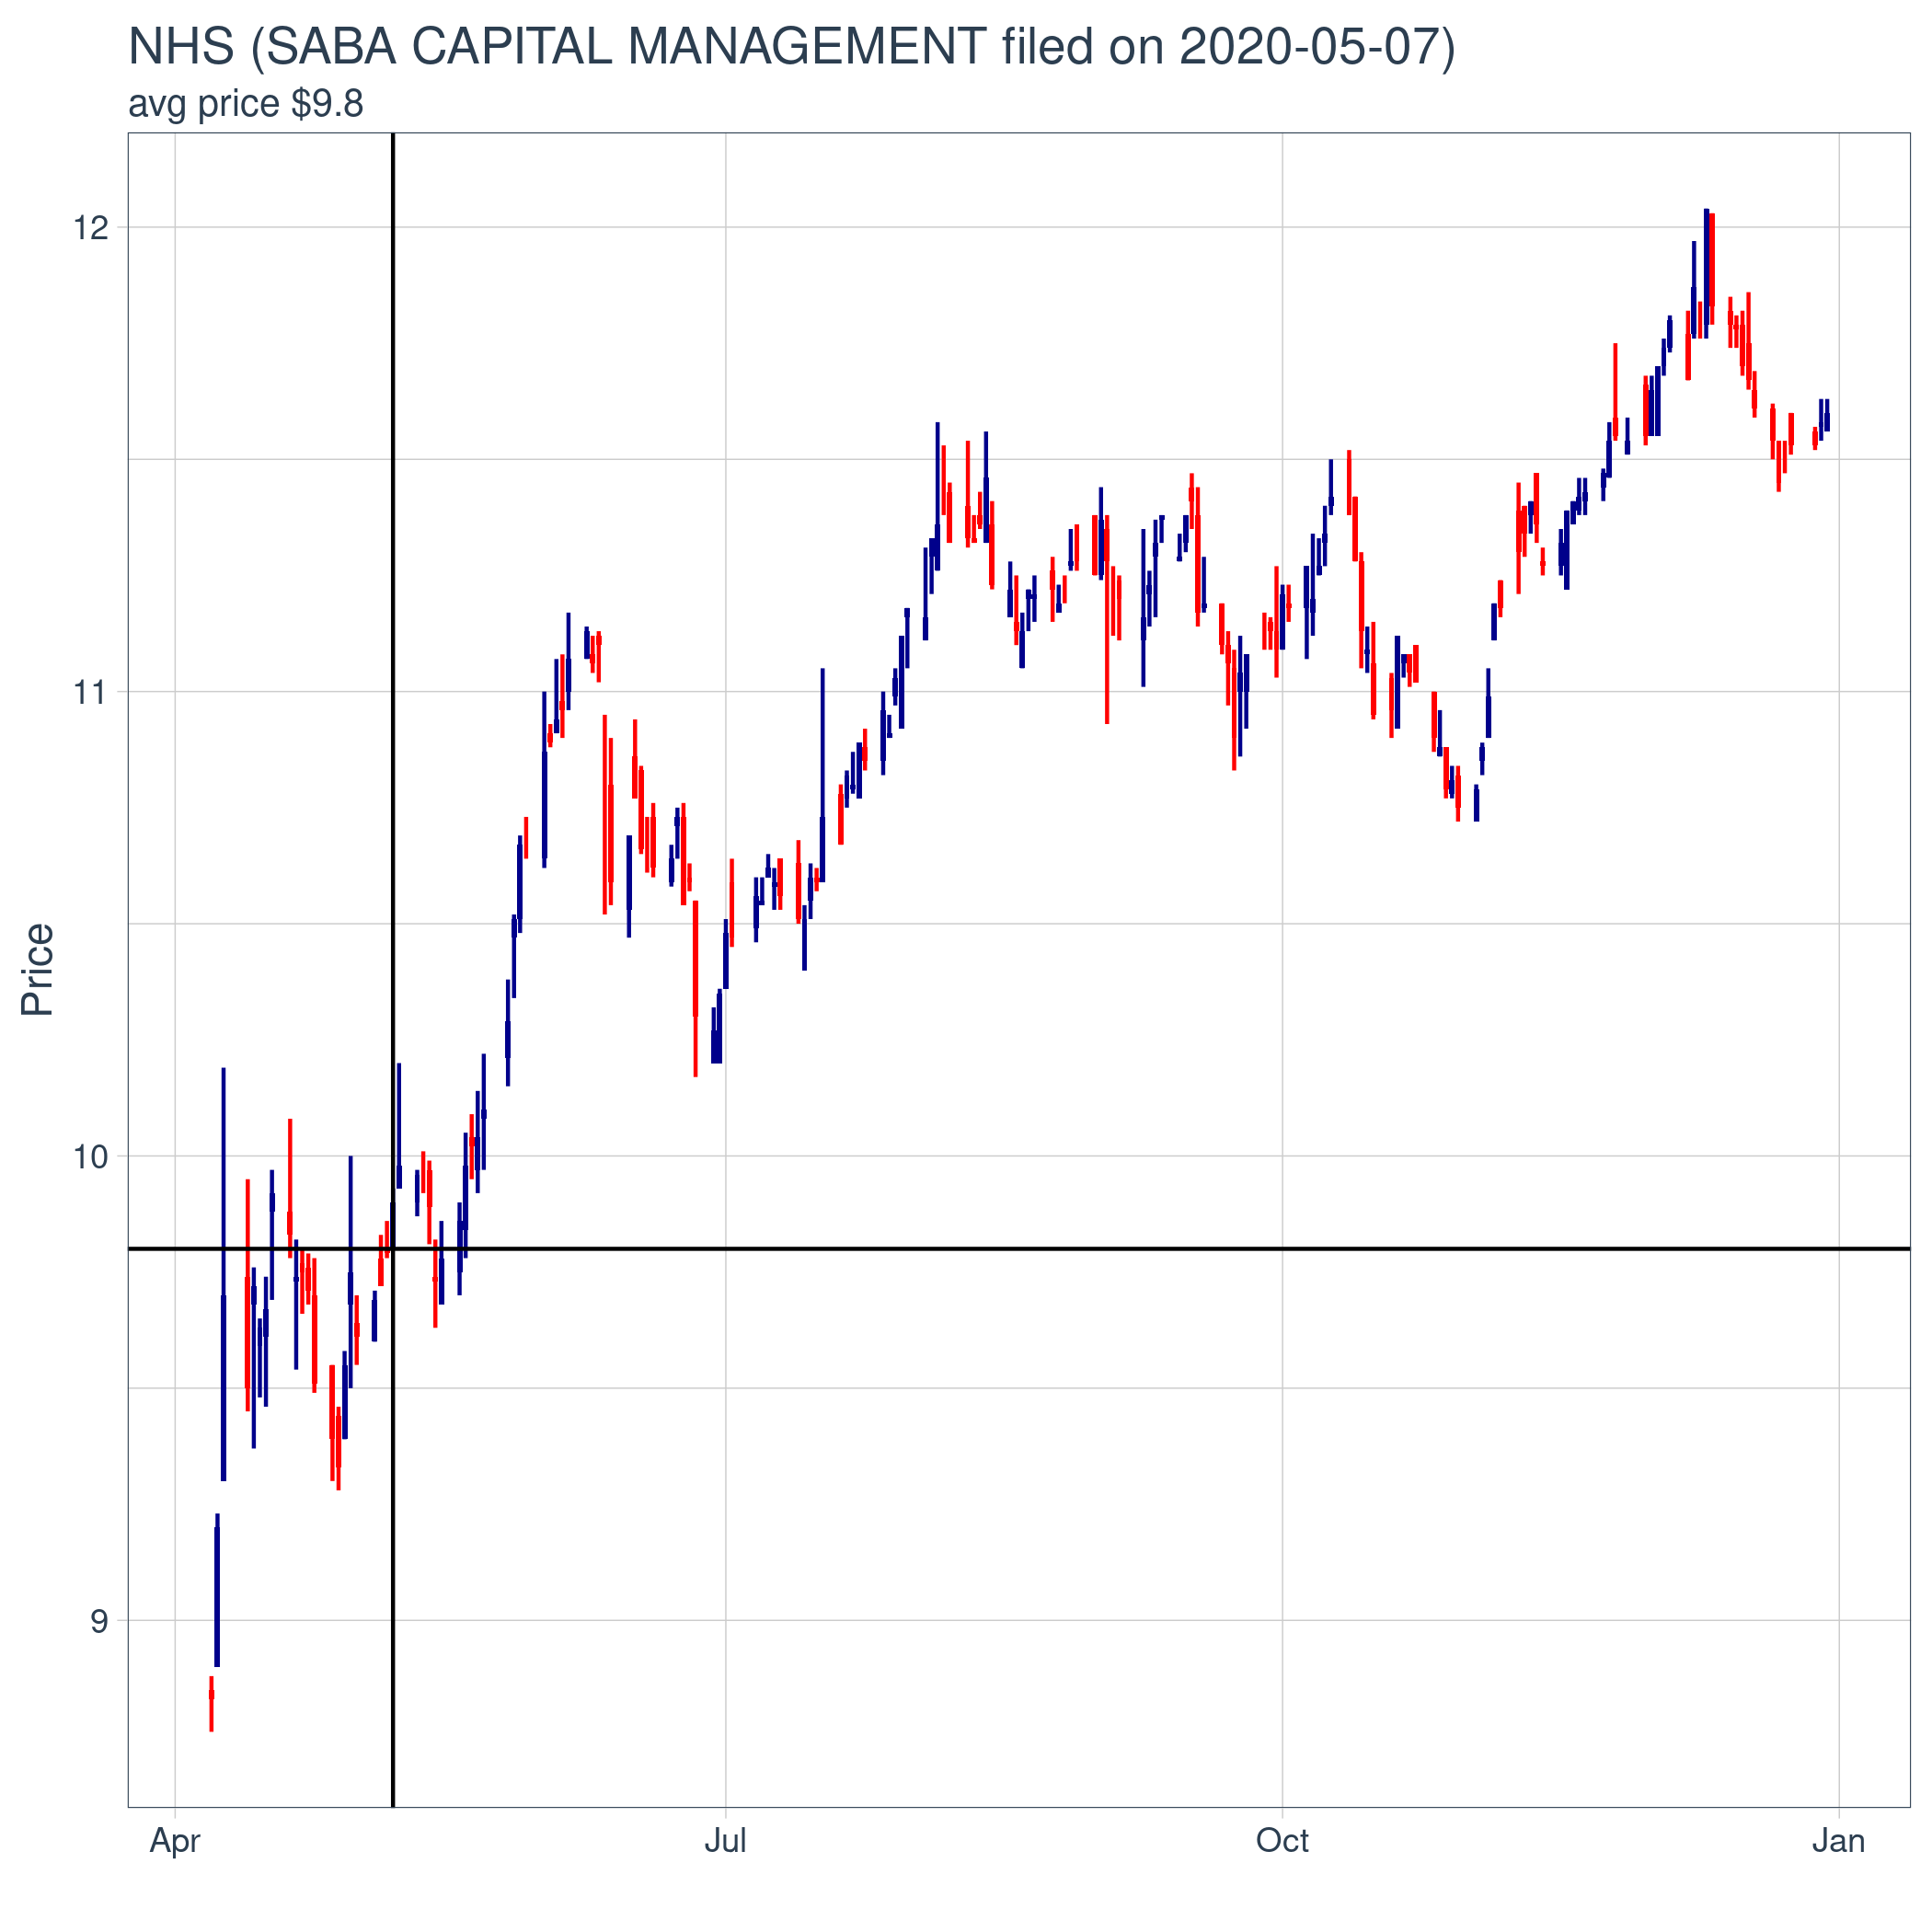 NHS (SABA CAPITAL MANAGEMENT filed on 2020-05-07)
avg price $9.8
12
11
10
9
Price
Apr Jul Oct Jan